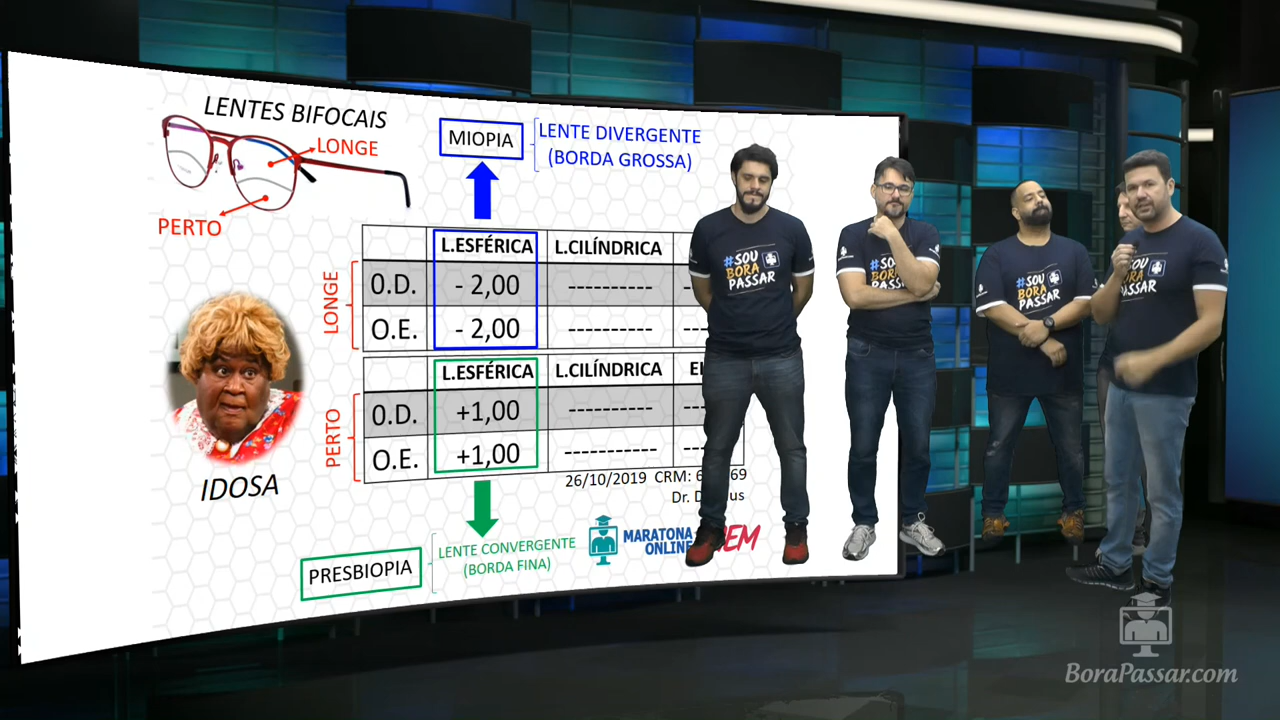 LENTES BIFOCAIS
LONGE
PERTO
MIOPIA
LENTE DIVERGENTE
(BORDA GROSSA)
LONGE
L.ESFÉRICA L.CILÍNDRICA
O.D. - 2,00 ----------
O.E. - 2,00 ----------
PERTO
L.ESFÉRICA L.CILÍNDRICA
O.D. +1,00 ----------
O.E. +1,00 ----------
26/10/2019 CRM:
Dr.
IDOSA
PRESBIOPIA
LENTE CONVERGENTE
(BORDA FINA)
MARATONA
ONLINE
#SOU
BORA
PASSAR
#SOU
BORA
PASSAR
#SOU
BORA
PASSAR
#SOU
BORA
PASSAR
BoraPassar.com